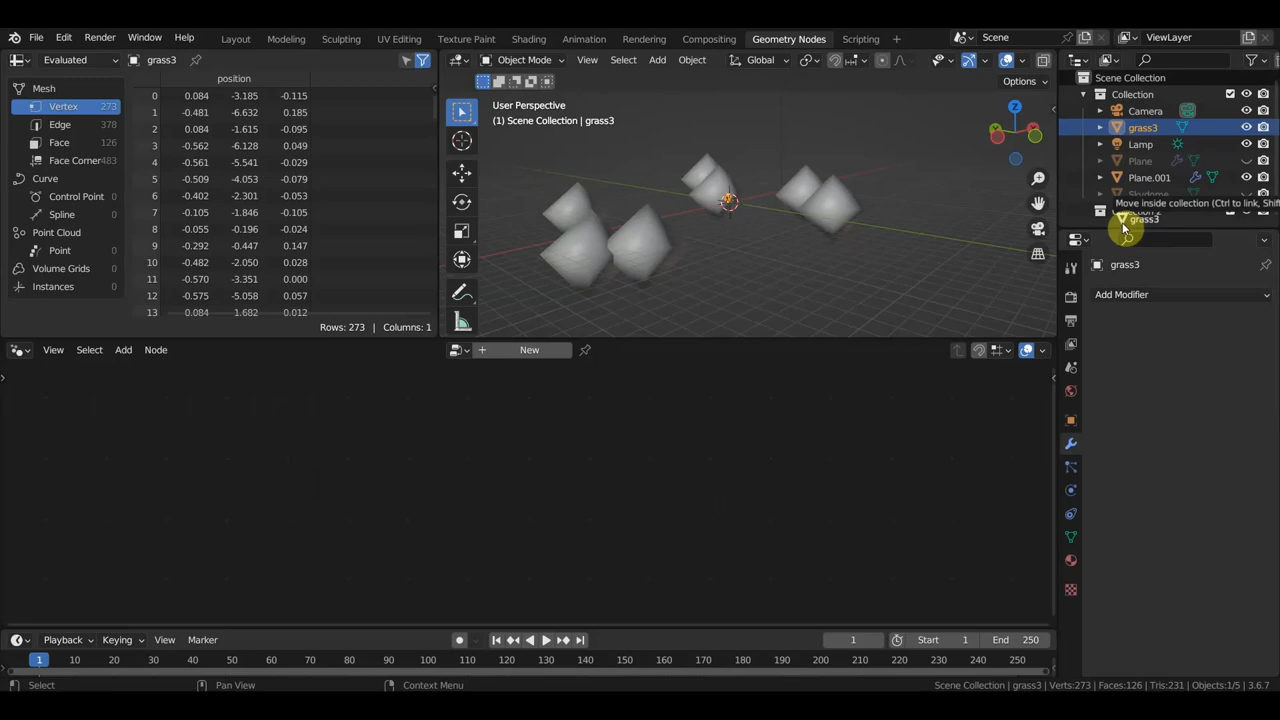 File Edit Render Window Help Layout Modeling Sculpting UV Editing Texture Paint Shading Animation Rendering Compositing Geometry Nodes Scripting Scene ViewLayer
Evaluated grass3 Object Mode View Select Add Object Global
Options
Mesh
Vertex 273
Edge 378
Face 126
Face Corner 483
Curve
Control Point
Spline
Point Cloud
Point
Volume Grids
Instances
position
0 0.084 -3.185 -0.115
1 -0.481 -6.632 0.185
2 0.084 -1.615 -0.095
3 -0.562 -6.128 0.049
4 -0.561 -5.541 -0.029
5 -0.509 -4.053 -0.079
6 -0.402 -2.301 -0.053
7 -0.105 -1.846 -0.105
8 -0.055 -0.196 -0.024
9 -0.292 -0.447 0.147
10 -0.482 -2.050 0.028
11 -0.570 -3.351 0.000
12 -0.575 -5.058 0.057
13 0.084 1.682 0.012
Rows: 273 | Columns: 1
User Perspective
(1) Scene Collection | grass3
Z
Scene Collection
Collection
Camera
grass3
Lamp
Plane
Plane.001
Move inside collection (Ctrl to link, Shif
grass3
grass3
Add Modifier
View Select Add Node New
Playback Keying View Marker 1 Start 1 End 250
1 10 20 30 40 50 60 70 80 90 100 110 120 130 140 150 160 170 180 190 200 210 220 230 240 250
Select Pan View Context Menu Scene Collection | grass3 | Verts:273 | Faces:126 | Tris:231 | Objects:1/5 | 3.6.7